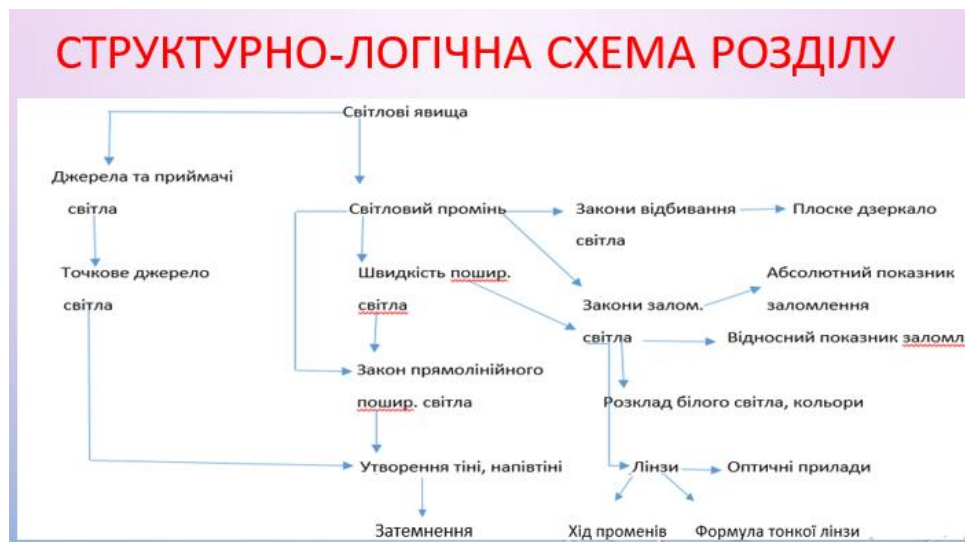 СТРУКТУРНО-ЛОГІЧНА СХЕМА РОЗДІЛУ
Світлові явища
Джерела та приймачі
світла
Світловий промінь
Закони відбивання
світла
Плоске дзеркало
Точкове джерело
світла
Швидкість пошир.
світла
Закони залом.
світла
Абсолютний показник
заломлення
Відносний показник заломл
Закон прямолінійного
пошир. світла
Розклад білого світла, кольори
Утворення тіні, напівтіні
Лінзи
Оптичні прилади
Затемнення
Хід променів
Формула тонкої лінзи